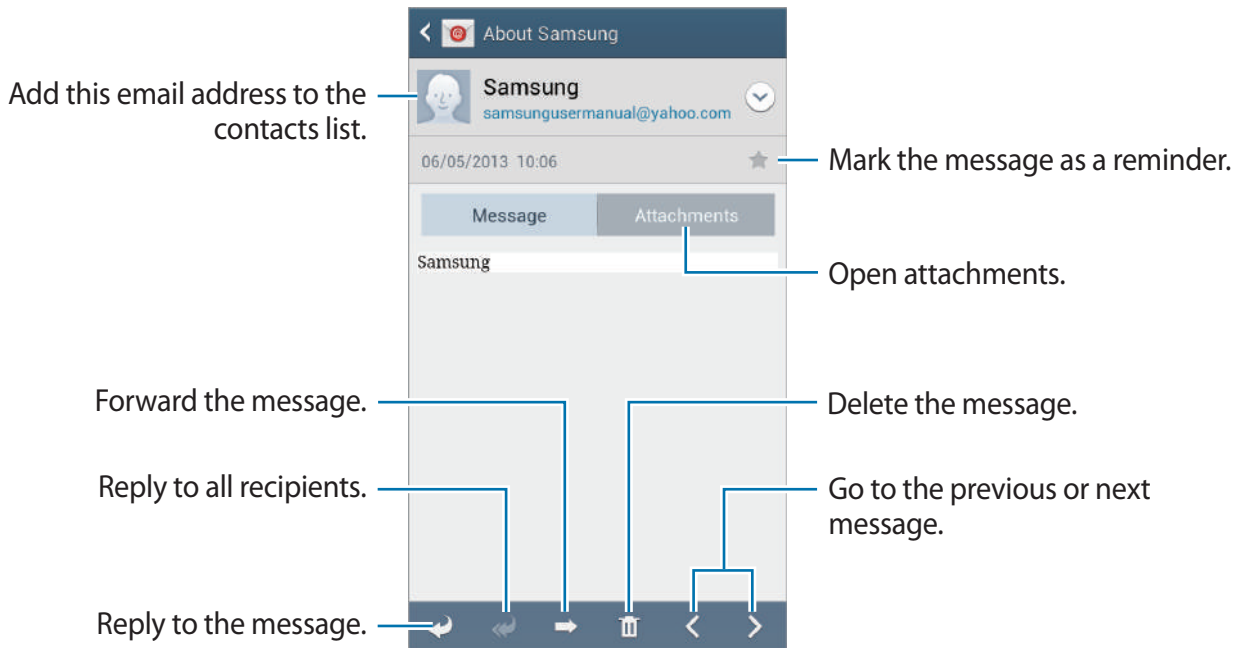 About Samsung
Add this email address to the
contacts list.
Samsung
samsungusermanual@yahoo.com
06/05/2013 10:06
Mark the message as a reminder.
Message
Attachments
Samsung
Open attachments.
Forward the message.
Delete the message.
Reply to all recipients.
Go to the previous or next
message.
Reply to the message.